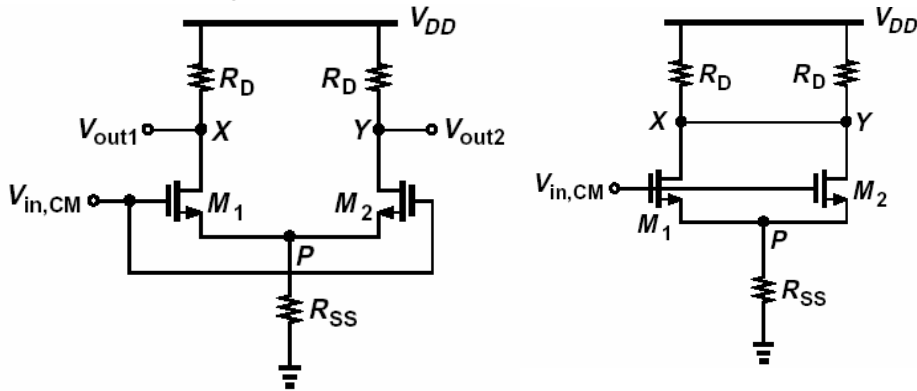 V_DD
R_D R_D
V_out1 X Y V_out2
V_in,CM M_1 M_2
P
R_SS
V_DD
R_D R_D
X Y
V_in,CM M_1 M_2
P
R_SS